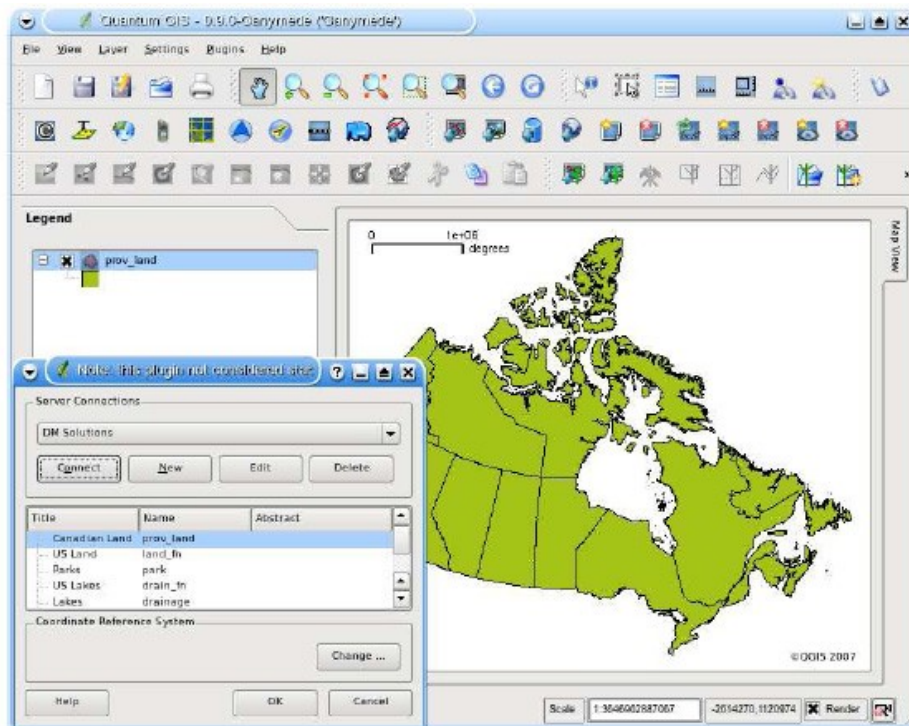 Quantum GIS - 0.9.0-Ganymede ('Ganymede')
File View Layer Settings Plugins Help
Legend
prov_land
0 1e+06
degrees
Map View
Note: this plugin not considered
Server Connections
DM Solutions
Connect New Edit Delete
Title Name Abstract
Canadian Land prov_land
US Land land_fn
Parks park
US Lakes drain_fn
Lakes drainage
Coordinate Reference System
Change ...
Help OK Cancel
©QGIS 2007
Scale 1:3646962887067 -2614270,1120974 Render